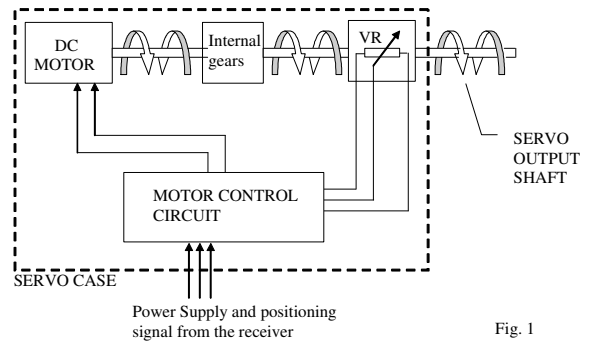 DC
MOTOR
Internal
gears
VR
SERVO
OUTPUT
SHAFT
MOTOR CONTROL
CIRCUIT
SERVO CASE
Power Supply and positioning
signal from the receiver
Fig. 1